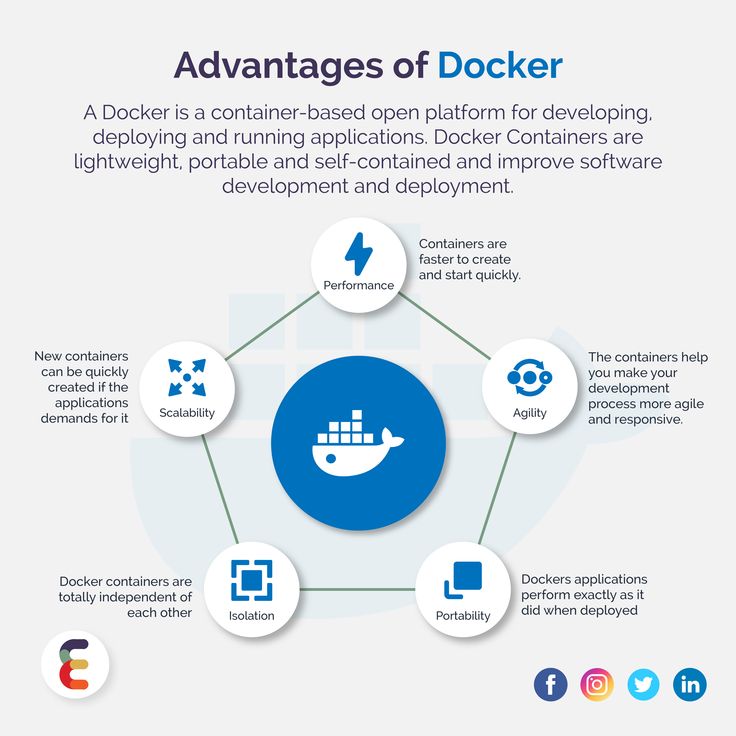 Advantages of Docker
A Docker is a container-based open platform for developing,
deploying and running applications. Docker Containers are
lightweight, portable and self-contained and improve software
development and deployment.
Performance
Containers are
faster to create
and start quickly.
New containers
can be quickly
created if the
applications
demands for it
Scalability
Agility
The containers help
you make your
development
process more agile
and responsive.
Docker containers are
totally independent of
each other
Isolation
Portability
Dockers applications
perform exactly as it
did when deployed